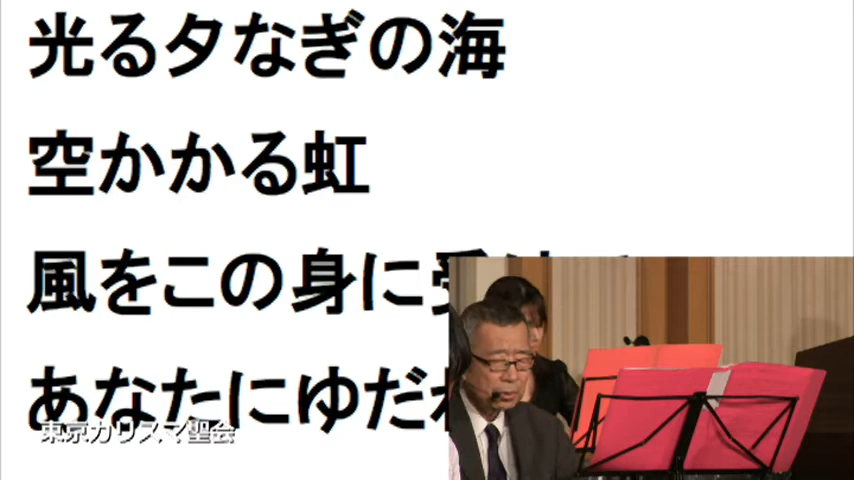 光る夕なぎの海
空かかる虹
風をこの身に
あなたにゆだ
東京カリスマ聖会